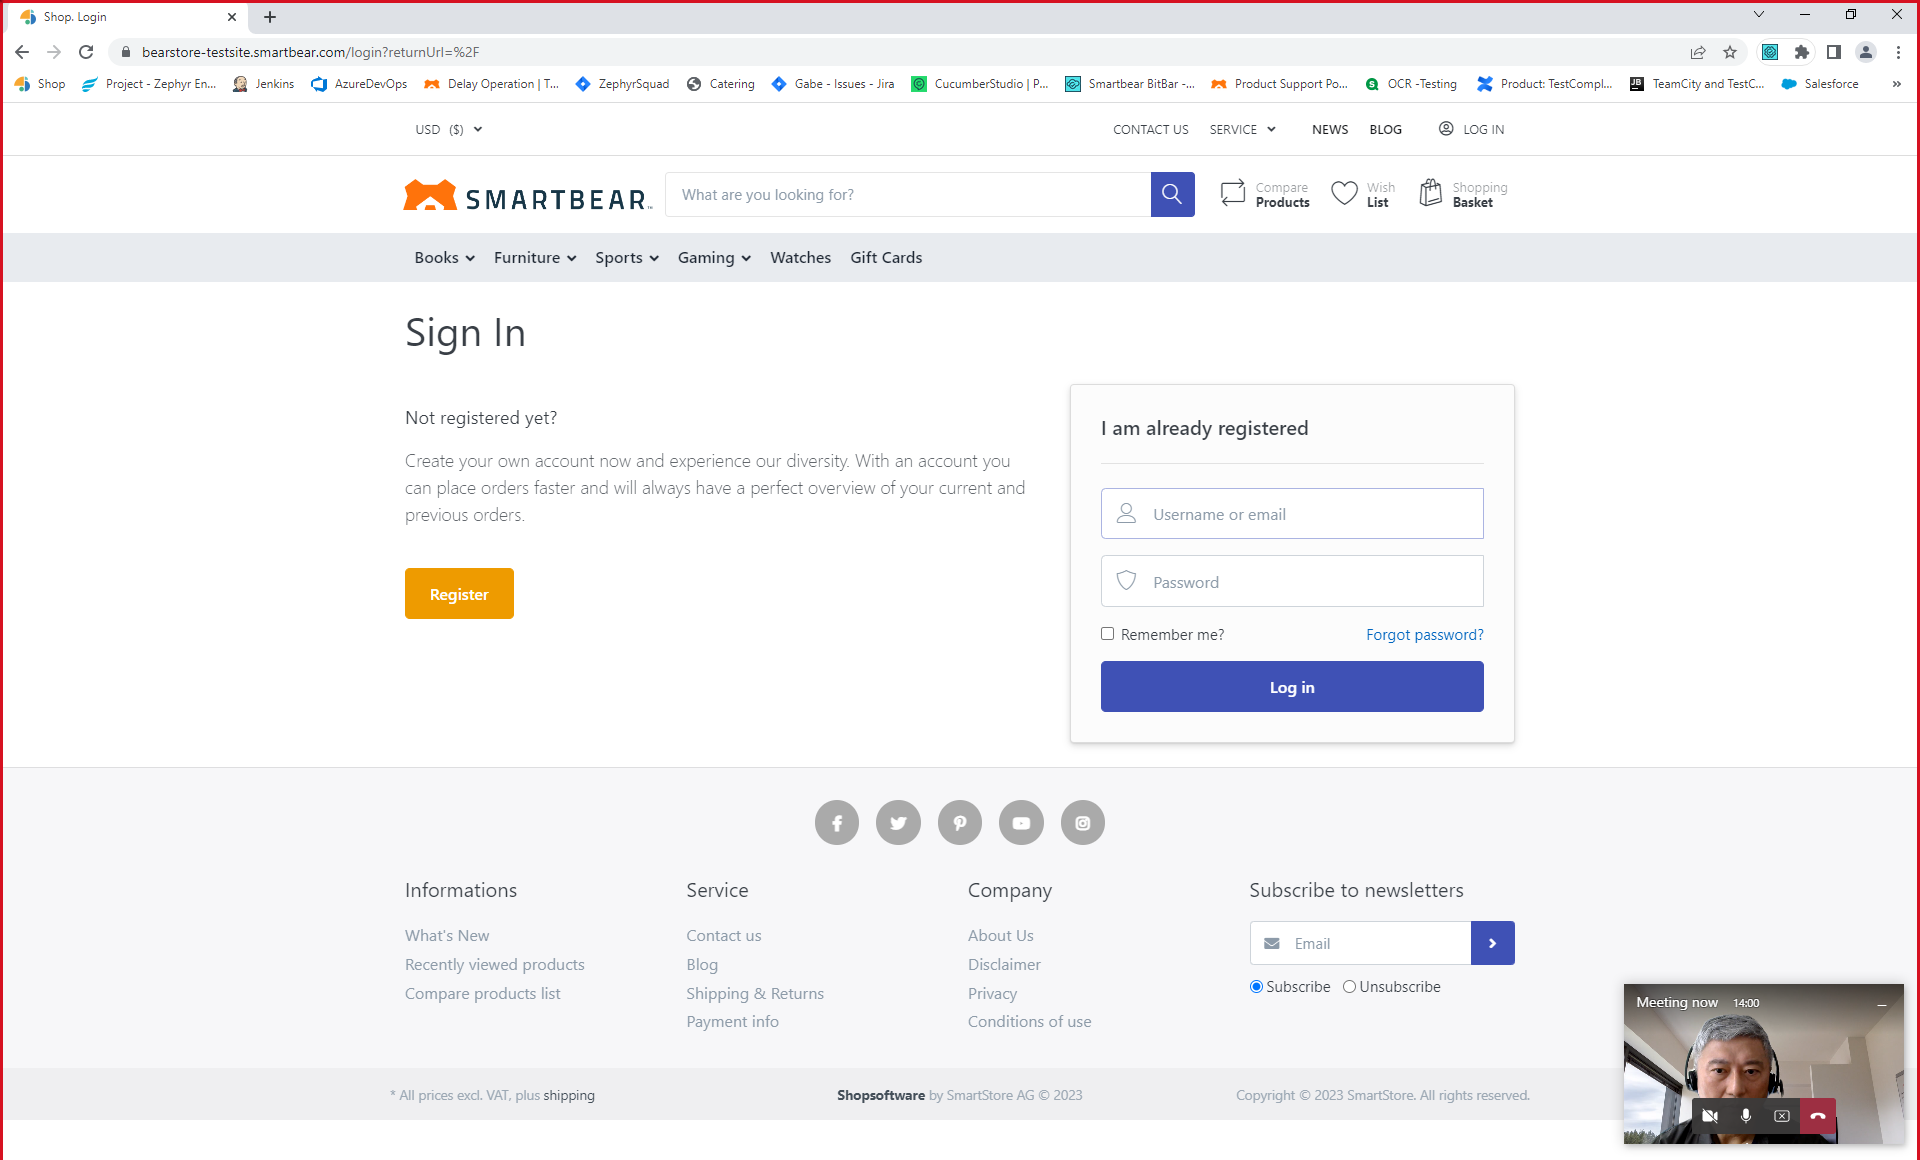 Shop. Login
bearstore-testsite.smartbear.com/login?returnUrl=%2F
Shop
Project - Zephyr En...
Jenkins
AzureDevOps
Delay Operation | T...
ZephyrSquad
Catering
Gabe - Issues - Jira
CucumberStudio | P...
Smartbear BitBar -...
Product Support Po...
OCR -Testing
Product: TestCompl...
TeamCity and TestC...
Salesforce
»
USD ($)
CONTACT US
SERVICE
NEWS
BLOG
LOG IN
SMARTBEAR™
What are you looking for?
Compare
Products
Wish
List
Shopping
Basket
Books
Furniture
Sports
Gaming
Watches
Gift Cards
Sign In
Not registered yet?
Create your own account now and experience our diversity. With an account you
can place orders faster and will always have a perfect overview of your current and
previous orders.
Register
I am already registered
Username or email
Password
Remember me?
Forgot password?
Log in
Informations
What's New
Recently viewed products
Compare products list
Service
Contact us
Blog
Shipping & Returns
Payment info
Company
About Us
Disclaimer
Privacy
Conditions of use
Subscribe to newsletters
Email
Subscribe
Unsubscribe
Meeting now 14:00
* All prices excl. VAT, plus shipping
Shopsoftware by SmartStore AG © 2023
Copyright © 2023 SmartStore. All rights reserved.